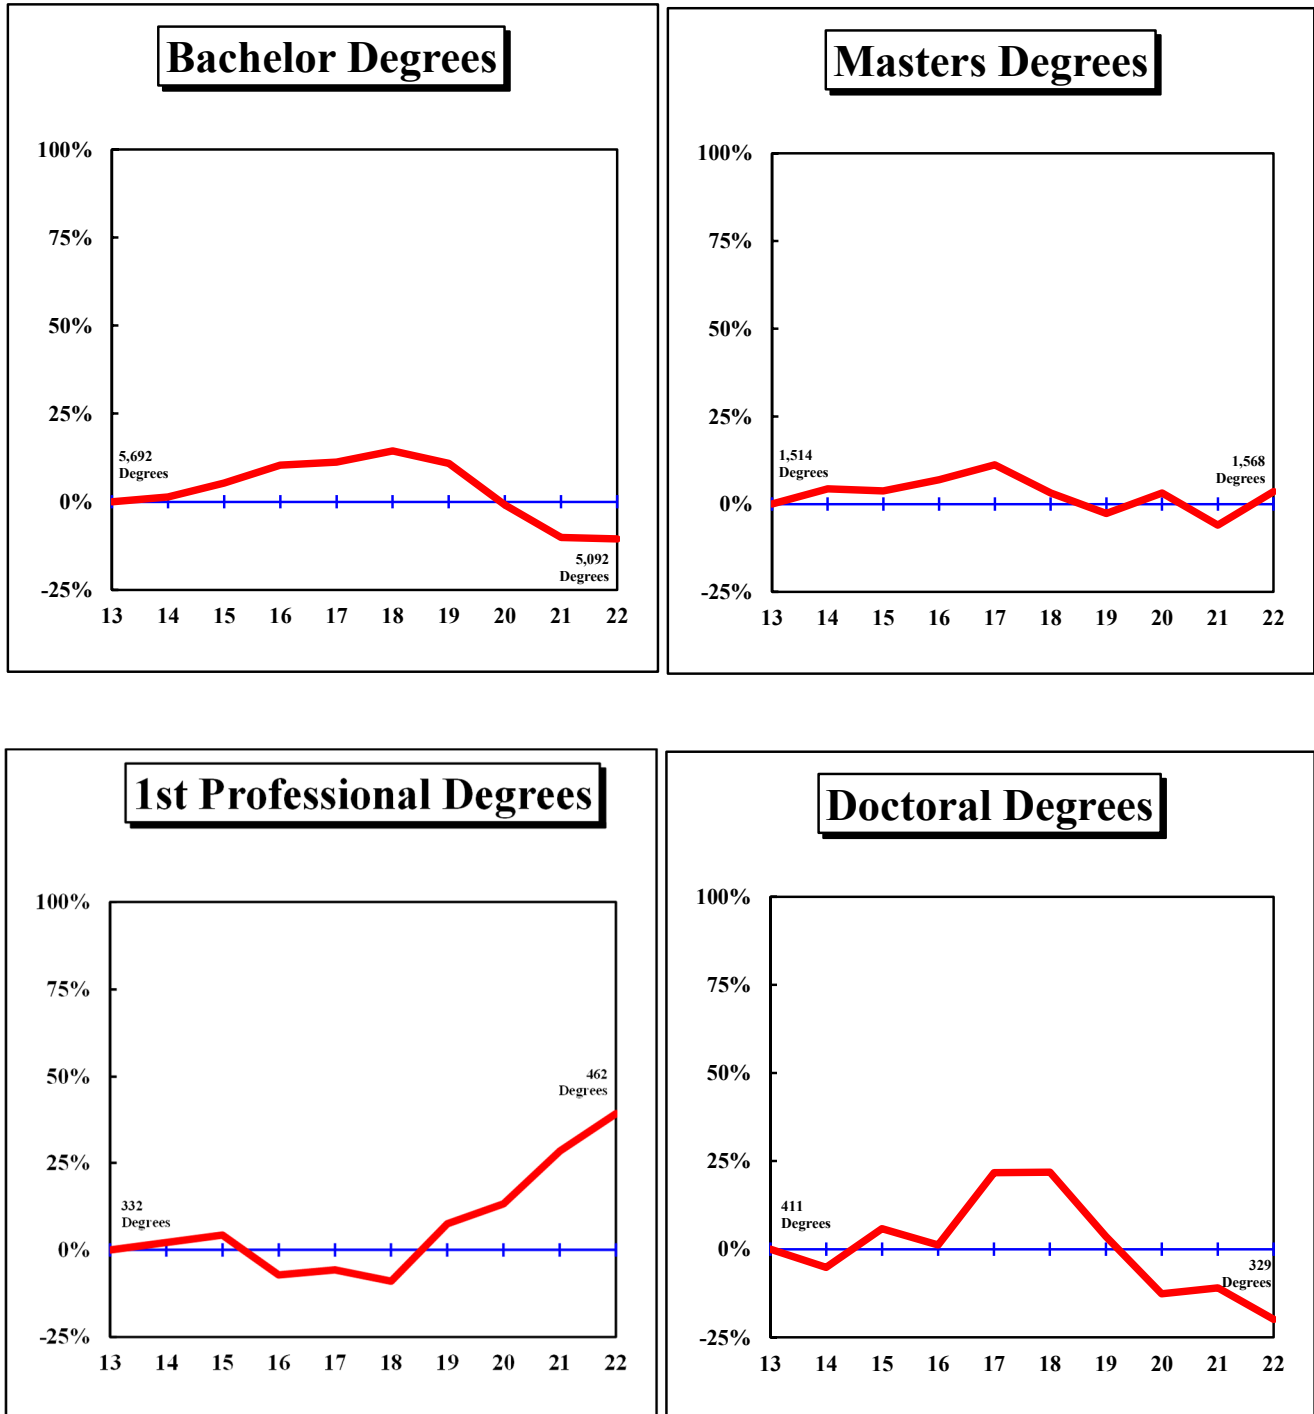 Bachelor Degrees
100%
75%
50%
25%
0%
-25%
5,692
Degrees
5,092
Degrees
13 14 15 16 17 18 19 20 21 22
Masters Degrees
100%
75%
50%
25%
0%
-25%
1,514
Degrees
1,568
Degrees
13 14 15 16 17 18 19 20 21 22
1st Professional Degrees
100%
75%
50%
25%
0%
-25%
462
Degrees
332
Degrees
13 14 15 16 17 18 19 20 21 22
Doctoral Degrees
100%
75%
50%
25%
0%
-25%
411
Degrees
329
Degrees
13 14 15 16 17 18 19 20 21 22